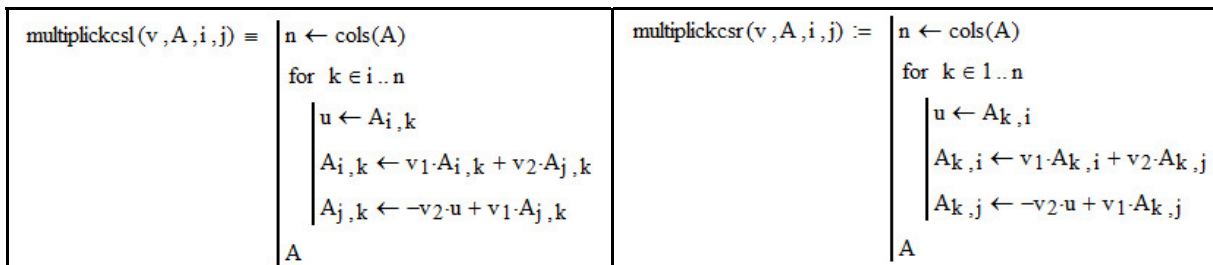 multiplickcsl(v,A,i,j) ≡ n ← cols(A)
for k ∈ i..n
u ← A_{i,k}
A_{i,k} ← v_1·A_{i,k} + v_2·A_{j,k}
A_{j,k} ← −v_2·u + v_1·A_{j,k}
A
multiplickcsr(v,A,i,j) := n ← cols(A)
for k ∈ 1..n
u ← A_{k,i}
A_{k,i} ← v_1·A_{k,i} + v_2·A_{k,j}
A_{k,j} ← −v_2·u + v_1·A_{k,j}
A